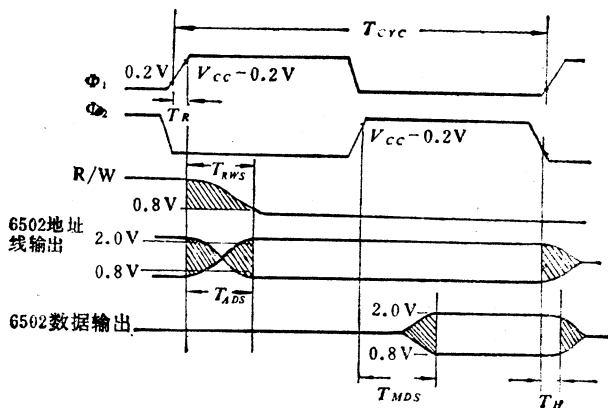 T_CYC
0.2V
V_CC-0.2V
Φ₁
T_R
Φ₂
V_CC-0.2V
R/W
T_RWS
0.8V
6502地址
线输出
2.0V
0.8V
T_ADS
6502数据输出
2.0V
0.8V
T_MDS
T_H